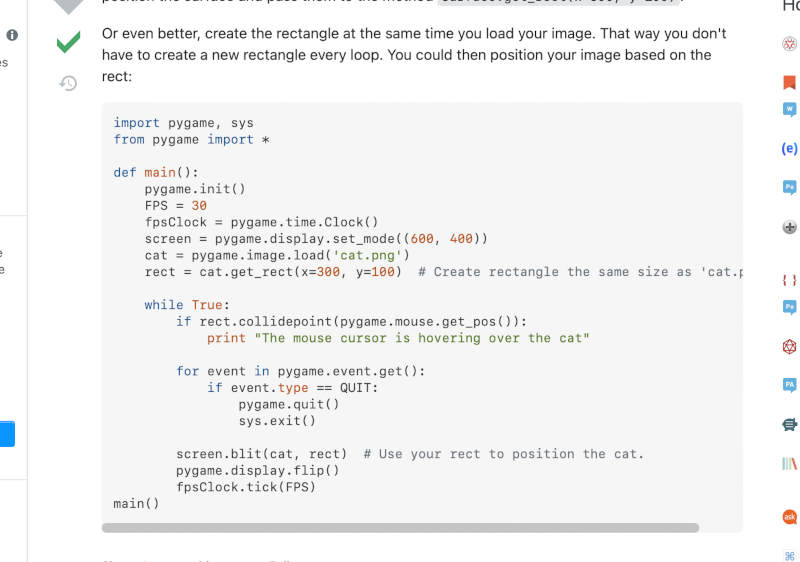 Or even better, create the rectangle at the same time you load your image. That way you don't
have to create a new rectangle every loop. You could then position your image based on the
rect:
import pygame, sys
from pygame import *
def main():
    pygame.init()
    FPS = 30
    fpsClock = pygame.time.Clock()
    screen = pygame.display.set_mode((600, 400))
    cat = pygame.image.load('cat.png')
    rect = cat.get_rect(x=300, y=100)  # Create rectangle the same size as 'cat.p
    while True:
        if rect.collidepoint(pygame.mouse.get_pos()):
            print "The mouse cursor is hovering over the cat"
        for event in pygame.event.get():
            if event.type == QUIT:
                pygame.quit()
                sys.exit()
        screen.blit(cat, rect)  # Use your rect to position the cat.
        pygame.display.flip()
        fpsClock.tick(FPS)
main()
Ho
W
(e)
Pe
{ }
Pe
PA
ask